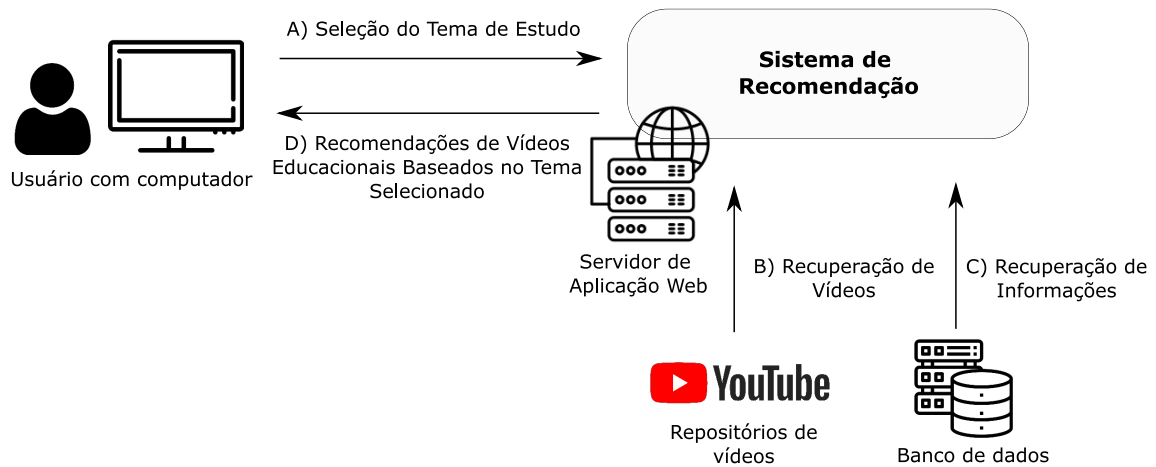 A) Seleção do Tema de Estudo
Sistema de
Recomendação
D) Recomendações de Vídeos
Educacionais Baseados no Tema
Selecionado
Usuário com computador
Servidor de
Aplicação Web
B) Recuperação de
Vídeos
C) Recuperação de
Informações
YouTube
Repositórios de
vídeos
Banco de dados